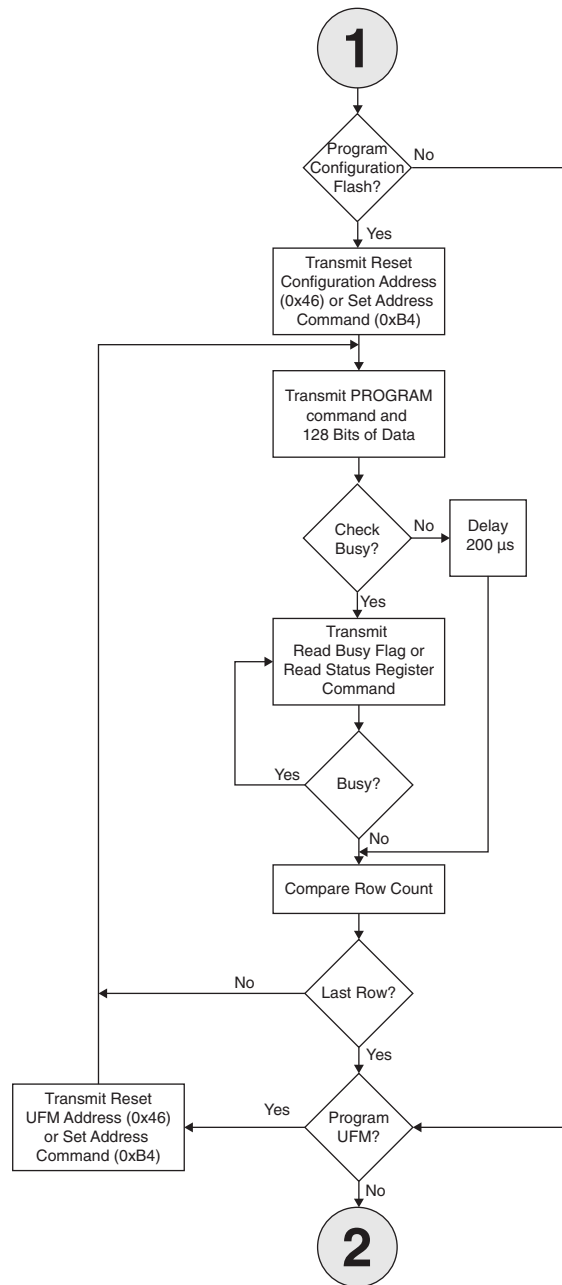 1
Program
Configuration
Flash?
No
Yes
Transmit Reset
Configuration Address
(0x46) or Set Address
Command (0xB4)
Transmit PROGRAM
command and
128 Bits of Data
Check
Busy?
No
Delay
200 µs
Yes
Transmit
Read Busy Flag or
Read Status Register
Command
Yes
Busy?
No
Compare Row Count
No
Last Row?
Yes
Transmit Reset
UFM Address (0x46)
or Set Address
Command (0xB4)
Yes
Program
UFM?
No
2